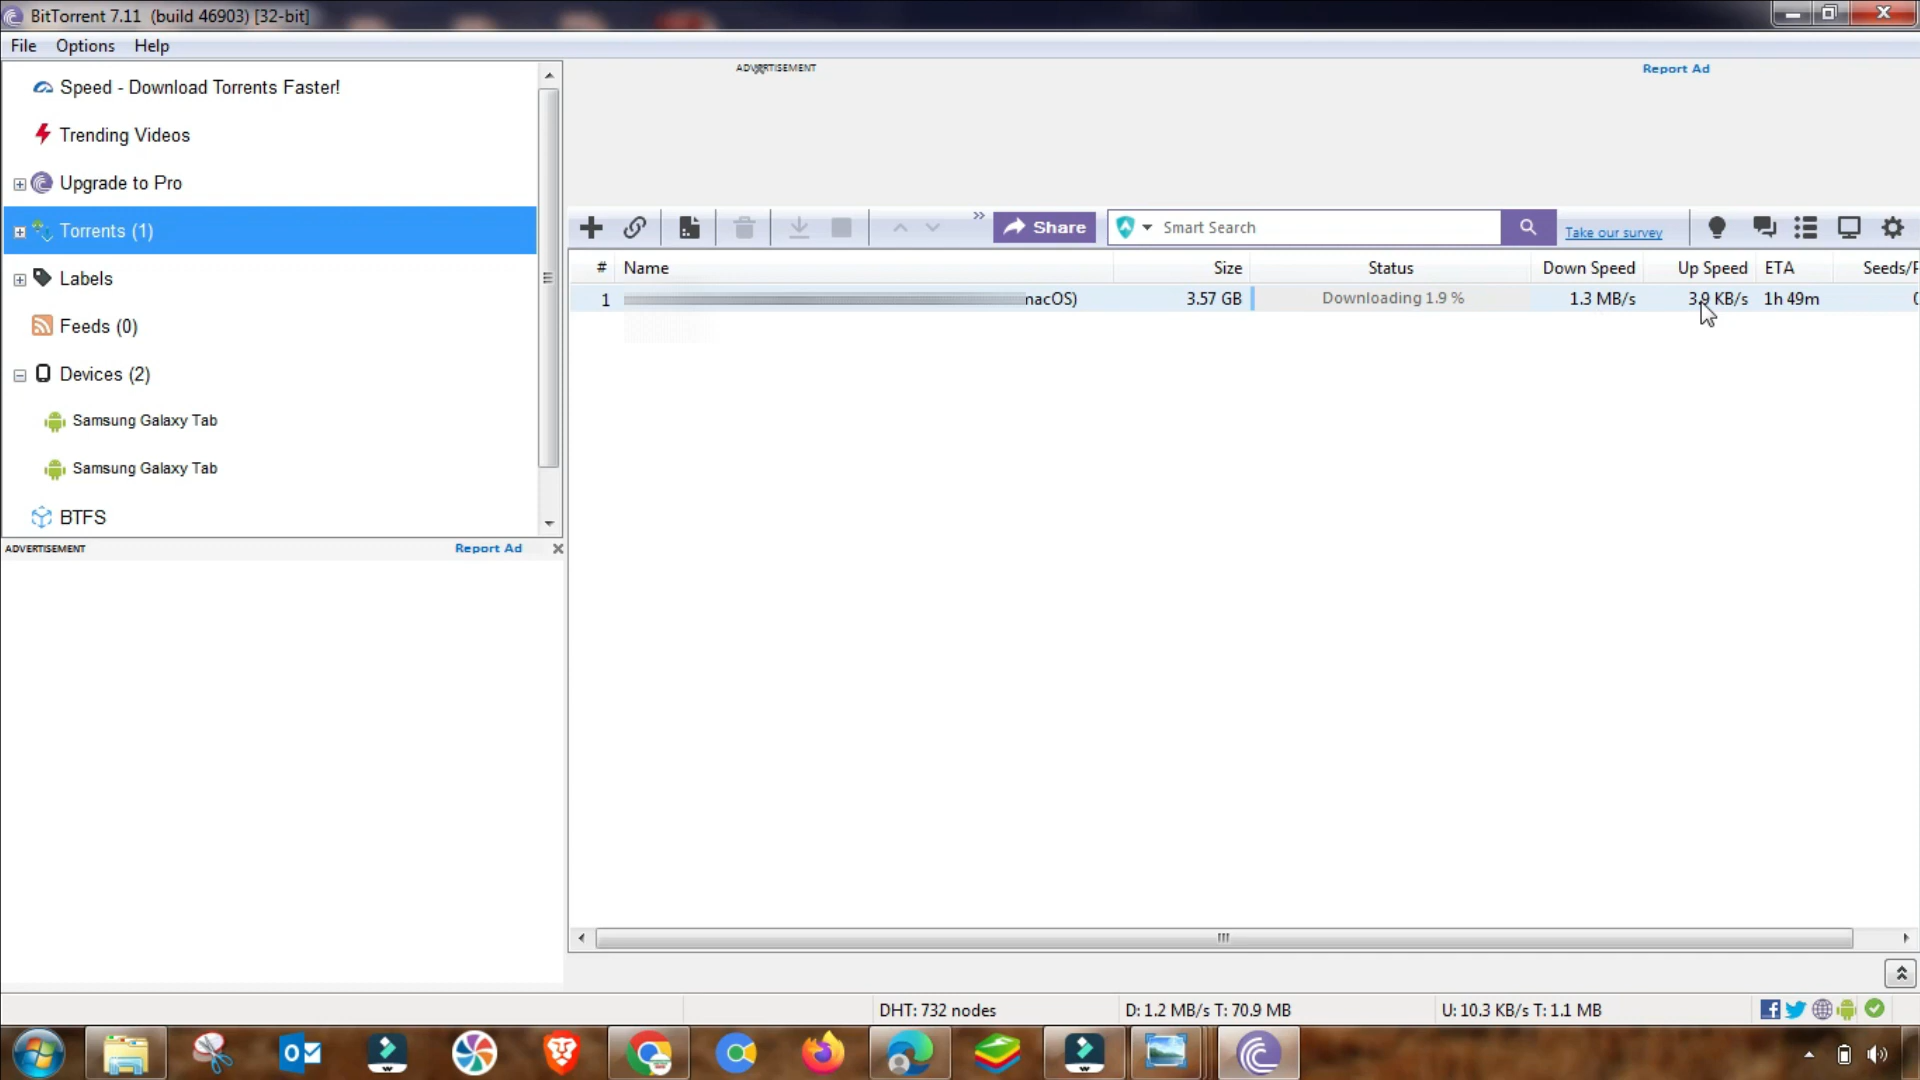 BitTorrent 7.11 (build 46903) [32-bit]
File Options Help
Speed - Download Torrents Faster!
Trending Videos
Upgrade to Pro
Torrents (1)
Labels
Feeds (0)
Devices (2)
Samsung Galaxy Tab
Samsung Galaxy Tab
BTFS
ADVERTISEMENT Report Ad
ADVERTISEMENT Report Ad
Share Smart Search Take our survey
# Name Size Status Down Speed Up Speed ETA Seeds/
1 macOS) 3.57 GB Downloading 1.9 % 1.3 MB/s 3.9 KB/s 1h 49m
DHT: 732 nodes D: 1.2 MB/s T: 70.9 MB U: 10.3 KB/s T: 1.1 MB